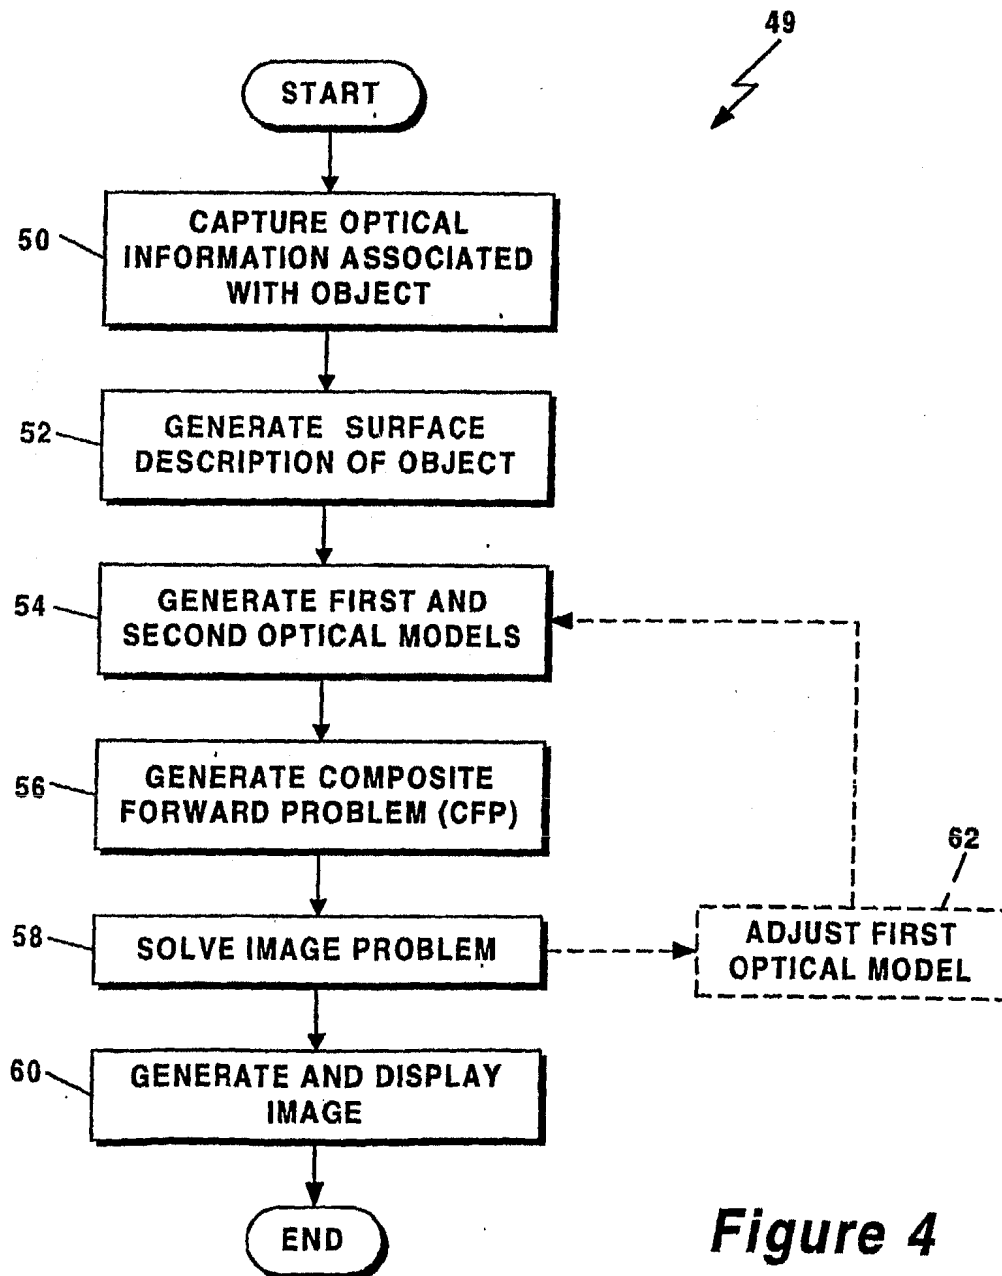 49
START
50
CAPTURE OPTICAL
INFORMATION ASSOCIATED
WITH OBJECT
52
GENERATE SURFACE
DESCRIPTION OF OBJECT
54
GENERATE FIRST AND
SECOND OPTICAL MODELS
56
GENERATE COMPOSITE
FORWARD PROBLEM (CFP)
58
SOLVE IMAGE PROBLEM
62
ADJUST FIRST
OPTICAL MODEL
60
GENERATE AND DISPLAY
IMAGE
END
Figure 4